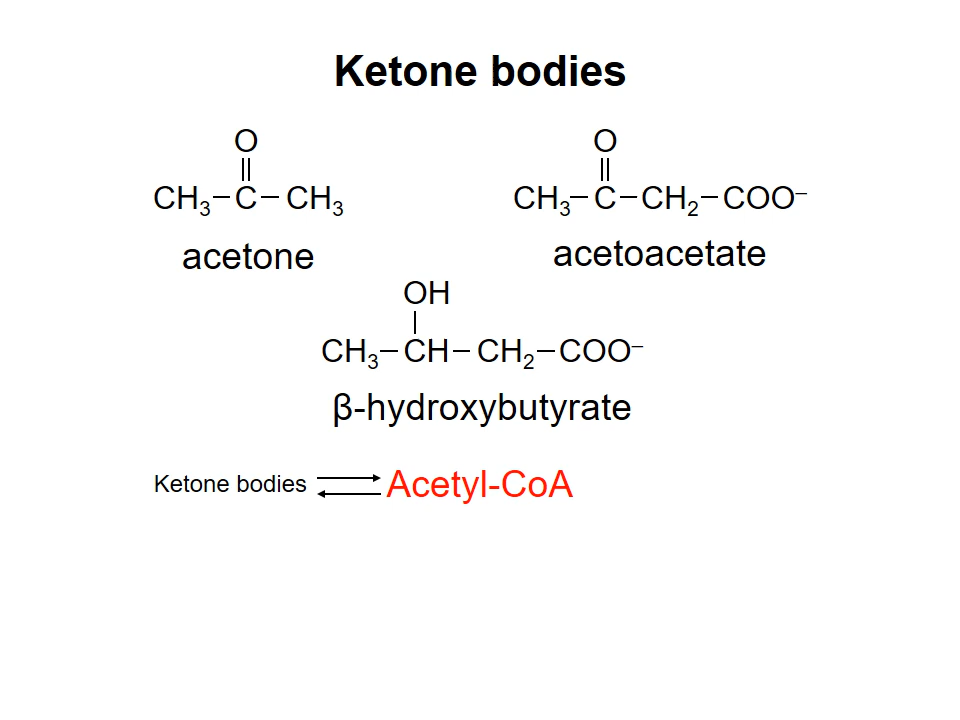 Ketone bodies
O
||
CH₃–C–CH₃
acetone
O
||
CH₃–C–CH₂–COO⁻
acetoacetate
OH
|
CH₃–CH–CH₂–COO⁻
β-hydroxybutyrate
Ketone bodies ⇄ Acetyl-CoA